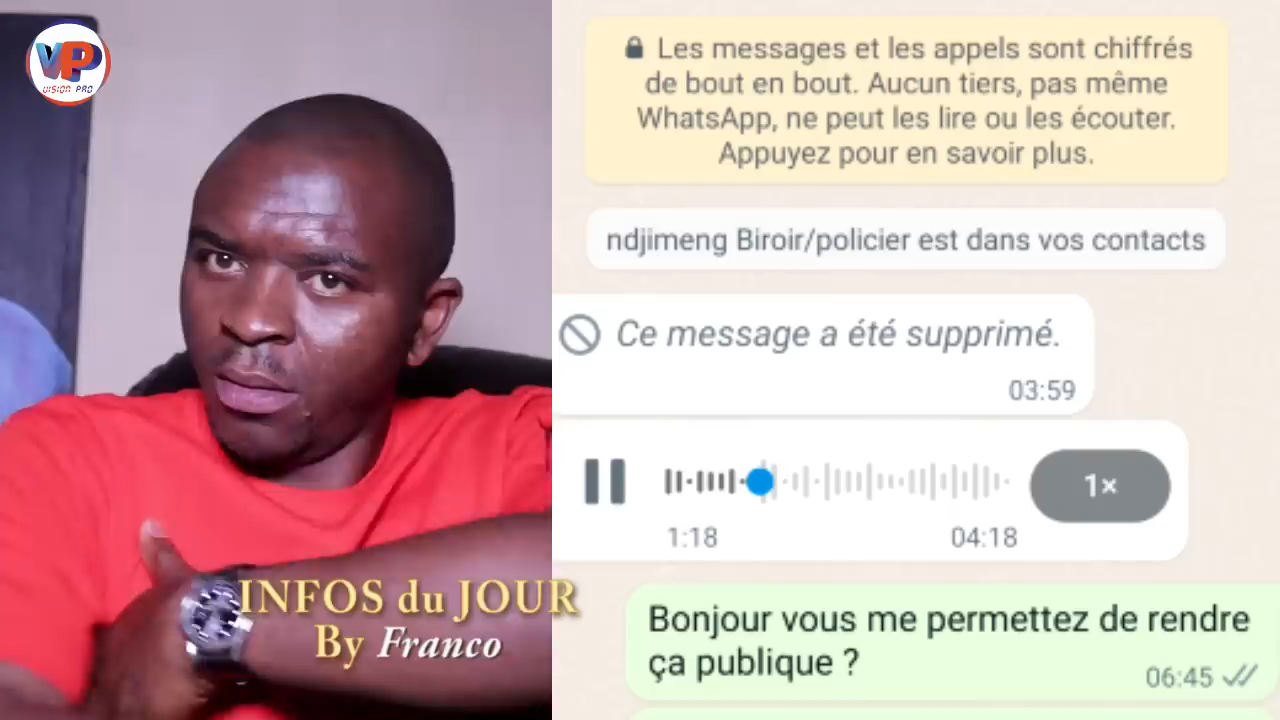 VP
VISION PRO
INFOS du JOUR
By Franco
Les messages et les appels sont chiffrés
de bout en bout. Aucun tiers, pas même
WhatsApp, ne peut les lire ou les écouter.
Appuyez pour en savoir plus.
ndjimeng Biroir/policier est dans vos contacts
Ce message a été supprimé.
03:59
1×
1:18
04:18
Bonjour vous me permettez de rendre
ça publique ?
06:45